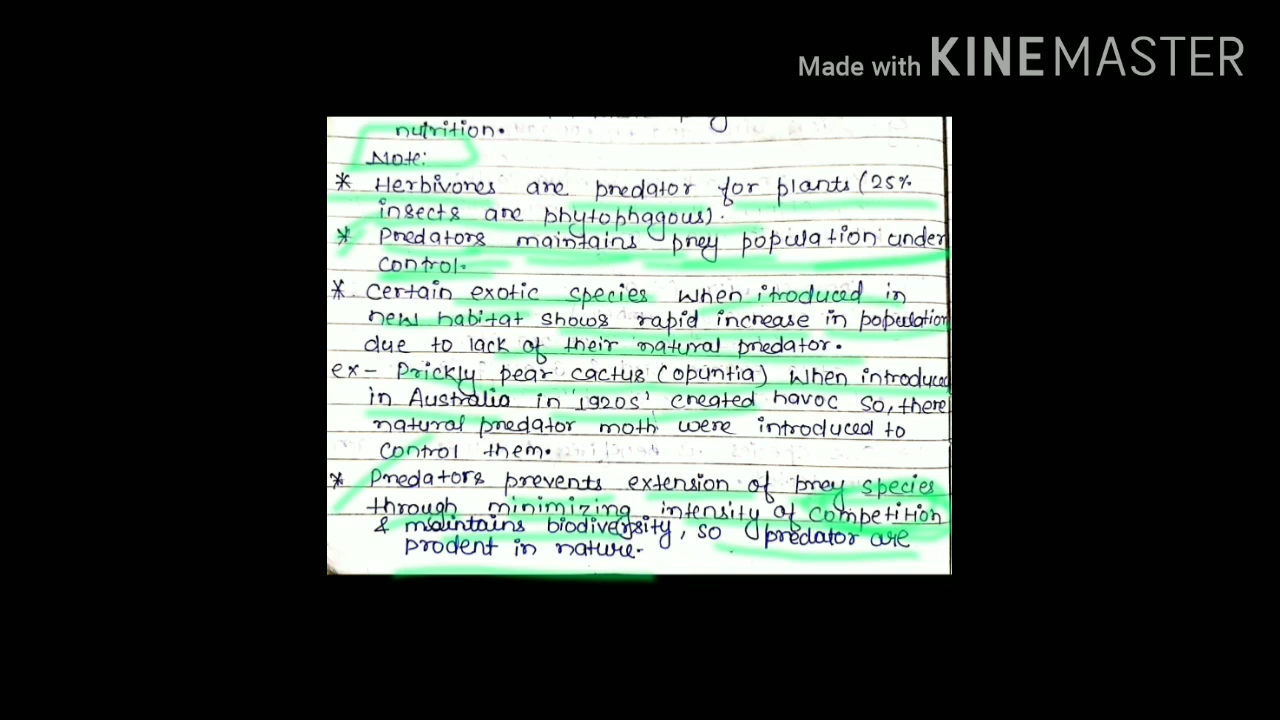 Made with KINEMASTER
nutrition.
Note:
* Herbivores are predator for plants (25%
insects are phytophagous).
* Predators maintains prey population under
control.
* Certain exotic species when itroduced in
new habitat shows rapid increase in population
due to lack of their natural predator.
ex- Prickly pear cactus (opuntia) when introduced
in Australia in '1920s' created havoc so, there
natural predator moth were introduced to
control them.
* Predators prevents extension of prey species
through minimizing intensity of competition
& maintains biodiversity, so predator are
prodent in nature.